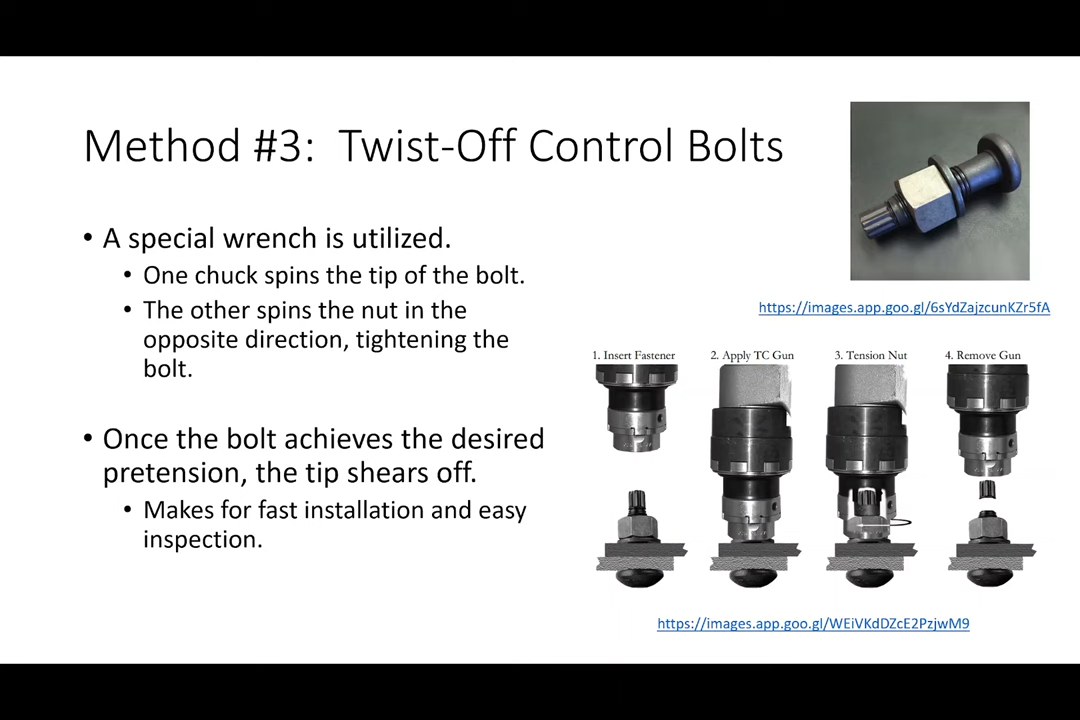 Method #3:  Twist-Off Control Bolts
• A special wrench is utilized.
• One chuck spins the tip of the bolt.
• The other spins the nut in the
opposite direction, tightening the
bolt.
• Once the bolt achieves the desired
pretension, the tip shears off.
• Makes for fast installation and easy
inspection.
https://images.app.goo.gl/6sYdZajzcunKZr5fA
1. Insert Fastener
2. Apply TC Gun
3. Tension Nut
4. Remove Gun
https://images.app.goo.gl/WEiVKdDZcE2PzjwM9